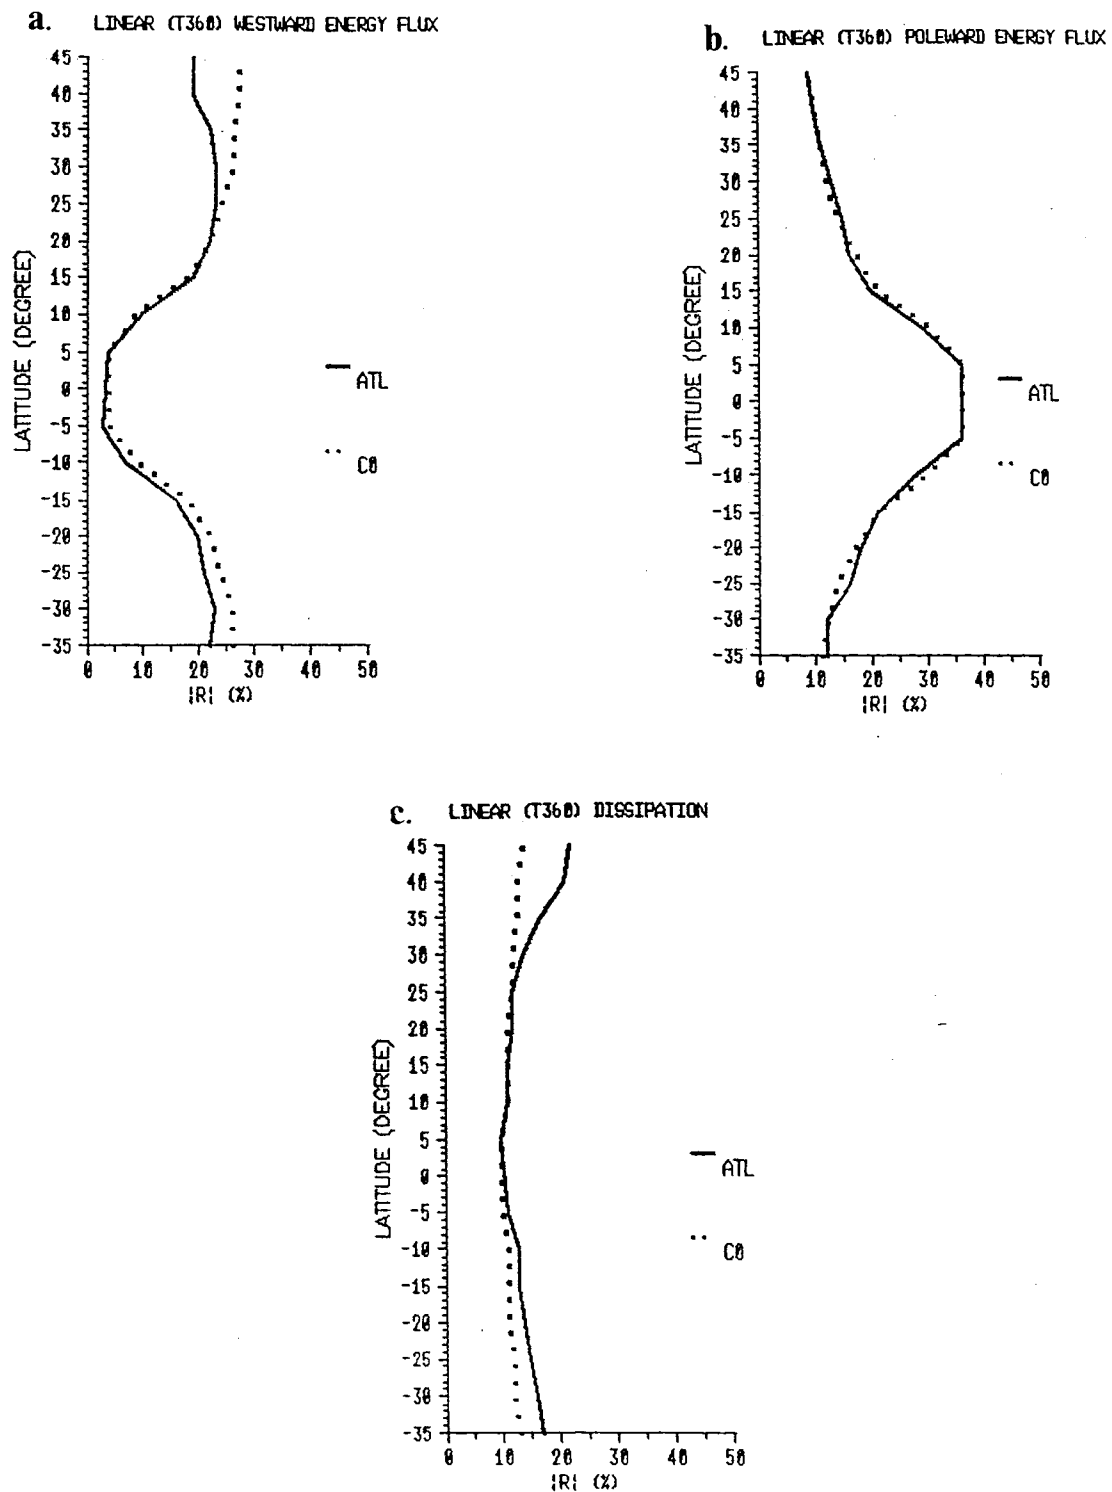 a. LINEAR (T360) WESTWARD ENERGY FLUX
45
40
35
30
25
20
15
10
5
0
-5
-10
-15
-20
-25
-30
-35
LATITUDE (DEGREE)
ATL
C0
0 10 20 30 40 50
|R| (%)
b. LINEAR (T360) POLEWARD ENERGY FLUX
45
40
35
30
25
20
15
10
5
0
-5
-10
-15
-20
-25
-30
-35
LATITUDE (DEGREE)
ATL
C0
0 10 20 30 40 50
|R| (%)
c. LINEAR (T360) DISSIPATION
45
40
35
30
25
20
15
10
5
0
-5
-10
-15
-20
-25
-30
-35
LATITUDE (DEGREE)
ATL
C0
0 10 20 30 40 50
|R| (%)